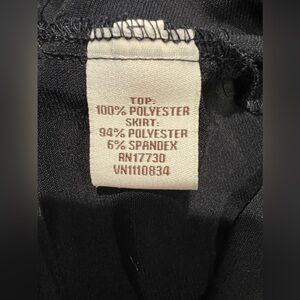 TOP:
100% POLYESTER
SKIRT:
94% POLYESTER
6% SPANDEX
RN17730
VN1110834